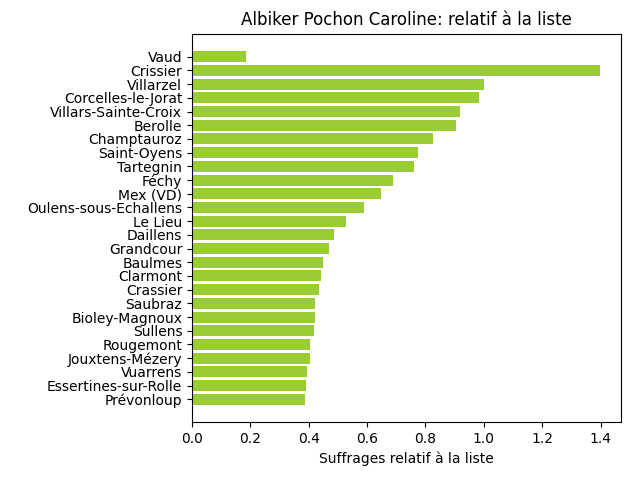 Albiker Pochon Caroline: relatif à la liste
Vaud
Crissier
Villarzel
Corcelles-le-Jorat
Villars-Sainte-Croix
Berolle
Champtauroz
Saint-Oyens
Tartegnin
Féchy
Mex (VD)
Oulens-sous-Echallens
Le Lieu
Daillens
Grandcour
Baulmes
Clarmont
Crassier
Saubraz
Bioley-Magnoux
Sullens
Rougemont
Jouxtens-Mézery
Vuarrens
Essertines-sur-Rolle
Prévonloup
0.0 0.2 0.4 0.6 0.8 1.0 1.2 1.4
Suffrages relatif à la liste